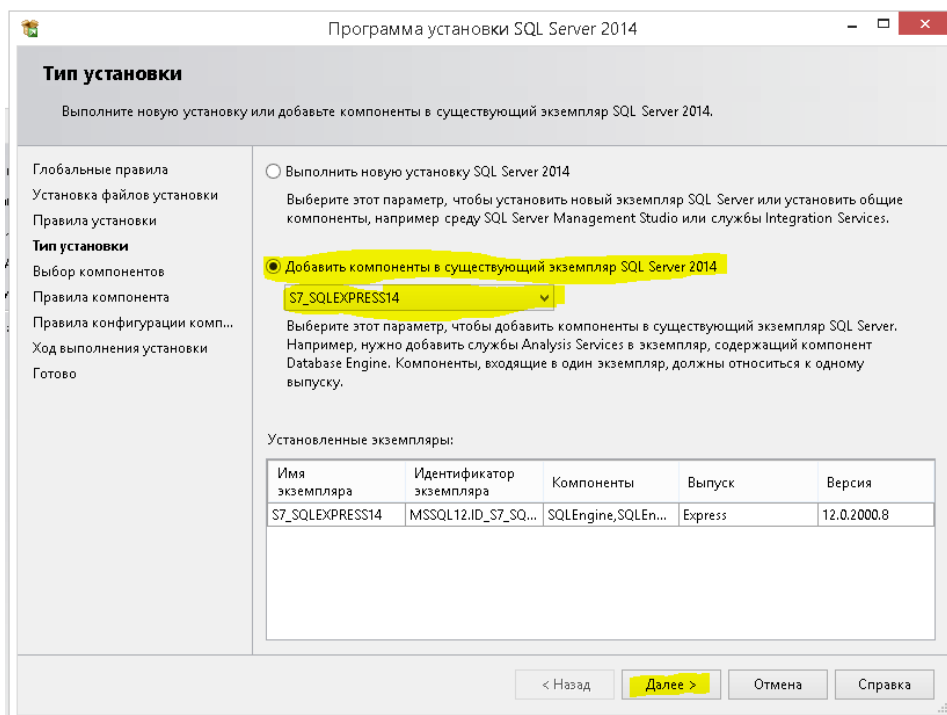 Программа установки SQL Server 2014
Тип установки
Выполните новую установку или добавьте компоненты в существующий экземпляр SQL Server 2014.
Глобальные правила
Установка файлов установки
Правила установки
Тип установки
Выбор компонентов
Правила компонента
Правила конфигурации комп...
Ход выполнения установки
Готово
Выполнить новую установку SQL Server 2014
Выберите этот параметр, чтобы установить новый экземпляр SQL Server или установить общие
компоненты, например среду SQL Server Management Studio или службы Integration Services.
Добавить компоненты в существующий экземпляр SQL Server 2014
S7_SQLEXPRESS14
Выберите этот параметр, чтобы добавить компоненты в существующий экземпляр SQL Server.
Например, нужно добавить службы Analysis Services в экземпляр, содержащий компонент
Database Engine. Компоненты, входящие в один экземпляр, должны относиться к одному
выпуску.
Установленные экземпляры:
Имя экземпляра Идентификатор экземпляра Компоненты Выпуск Версия
S7_SQLEXPRESS14 MSSQL12.ID_S7_SQ... SQLEngine,SQLEn... Express 12.0.2000.8
< Назад Далее > Отмена Справка